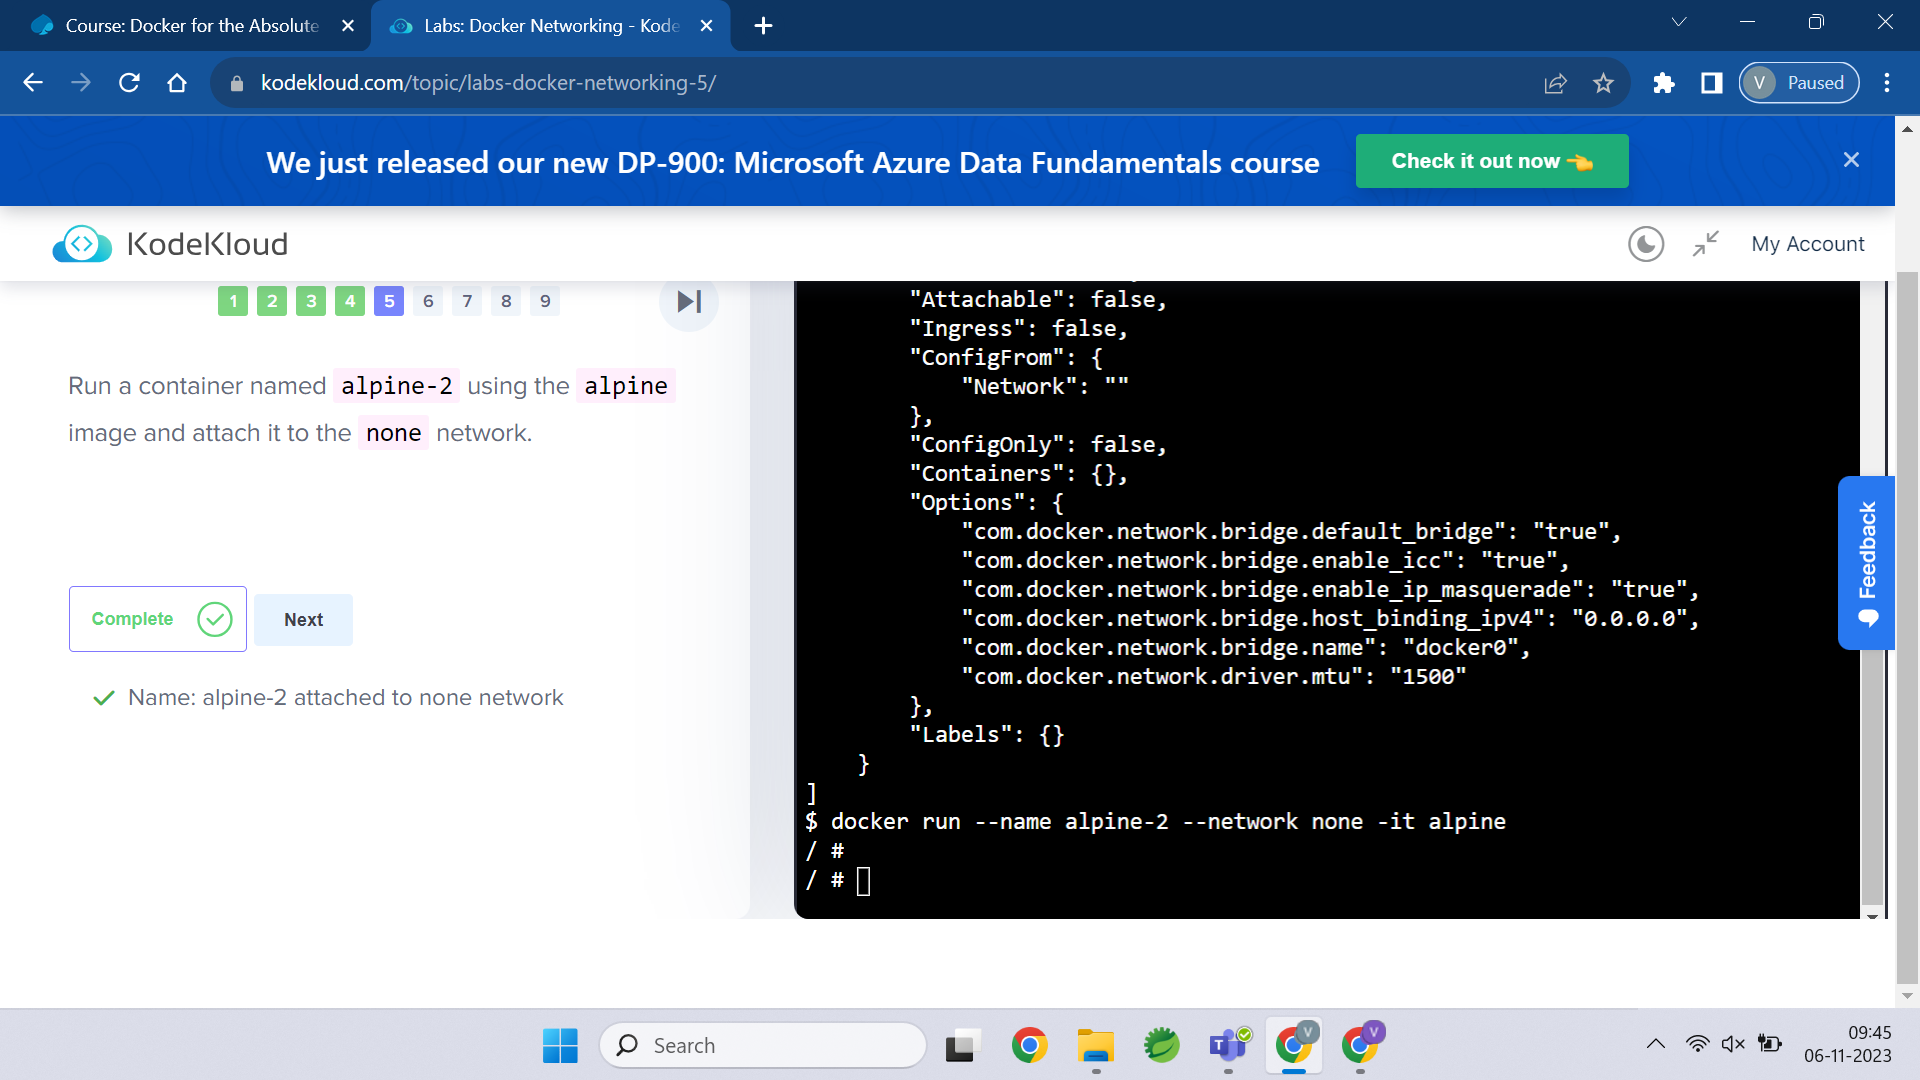 Course: Docker for the Absolute
Labs: Docker Networking - Kode
kodekloud.com/topic/labs-docker-networking-5/
V Paused
We just released our new DP-900: Microsoft Azure Data Fundamentals course
Check it out now
KodeKloud
My Account
1 2 3 4 5 6 7 8 9
Run a container named alpine-2 using the alpine
image and attach it to the none network.
Complete
Next
Name: alpine-2 attached to none network
"Attachable": false,
"Ingress": false,
"ConfigFrom": {
"Network": ""
},
"ConfigOnly": false,
"Containers": {},
"Options": {
"com.docker.network.bridge.default_bridge": "true",
"com.docker.network.bridge.enable_icc": "true",
"com.docker.network.bridge.enable_ip_masquerade": "true",
"com.docker.network.bridge.host_binding_ipv4": "0.0.0.0",
"com.docker.network.bridge.name": "docker0",
"com.docker.network.driver.mtu": "1500"
},
"Labels": {}
}
]
$ docker run --name alpine-2 --network none -it alpine
/ #
/ #
Feedback
Search
T
V
V
09:45
06-11-2023